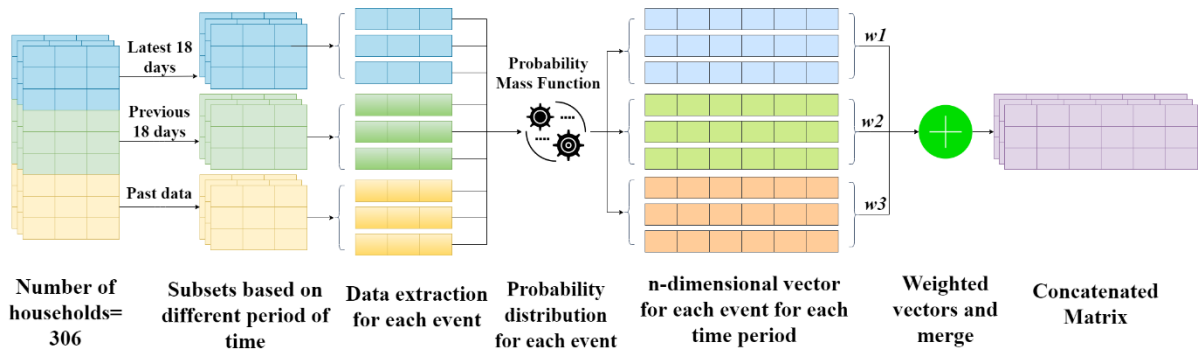 Latest 18
days
Previous
18 days
Past data
Probability
Mass Function
w1
w2
w3
Number of
households=
306
Subsets based on
different period of
time
Data extraction
for each event
Probability
distribution
for each event
n-dimensional vector
for each event for each
time period
Weighted
vectors and
merge
Concatenated
Matrix